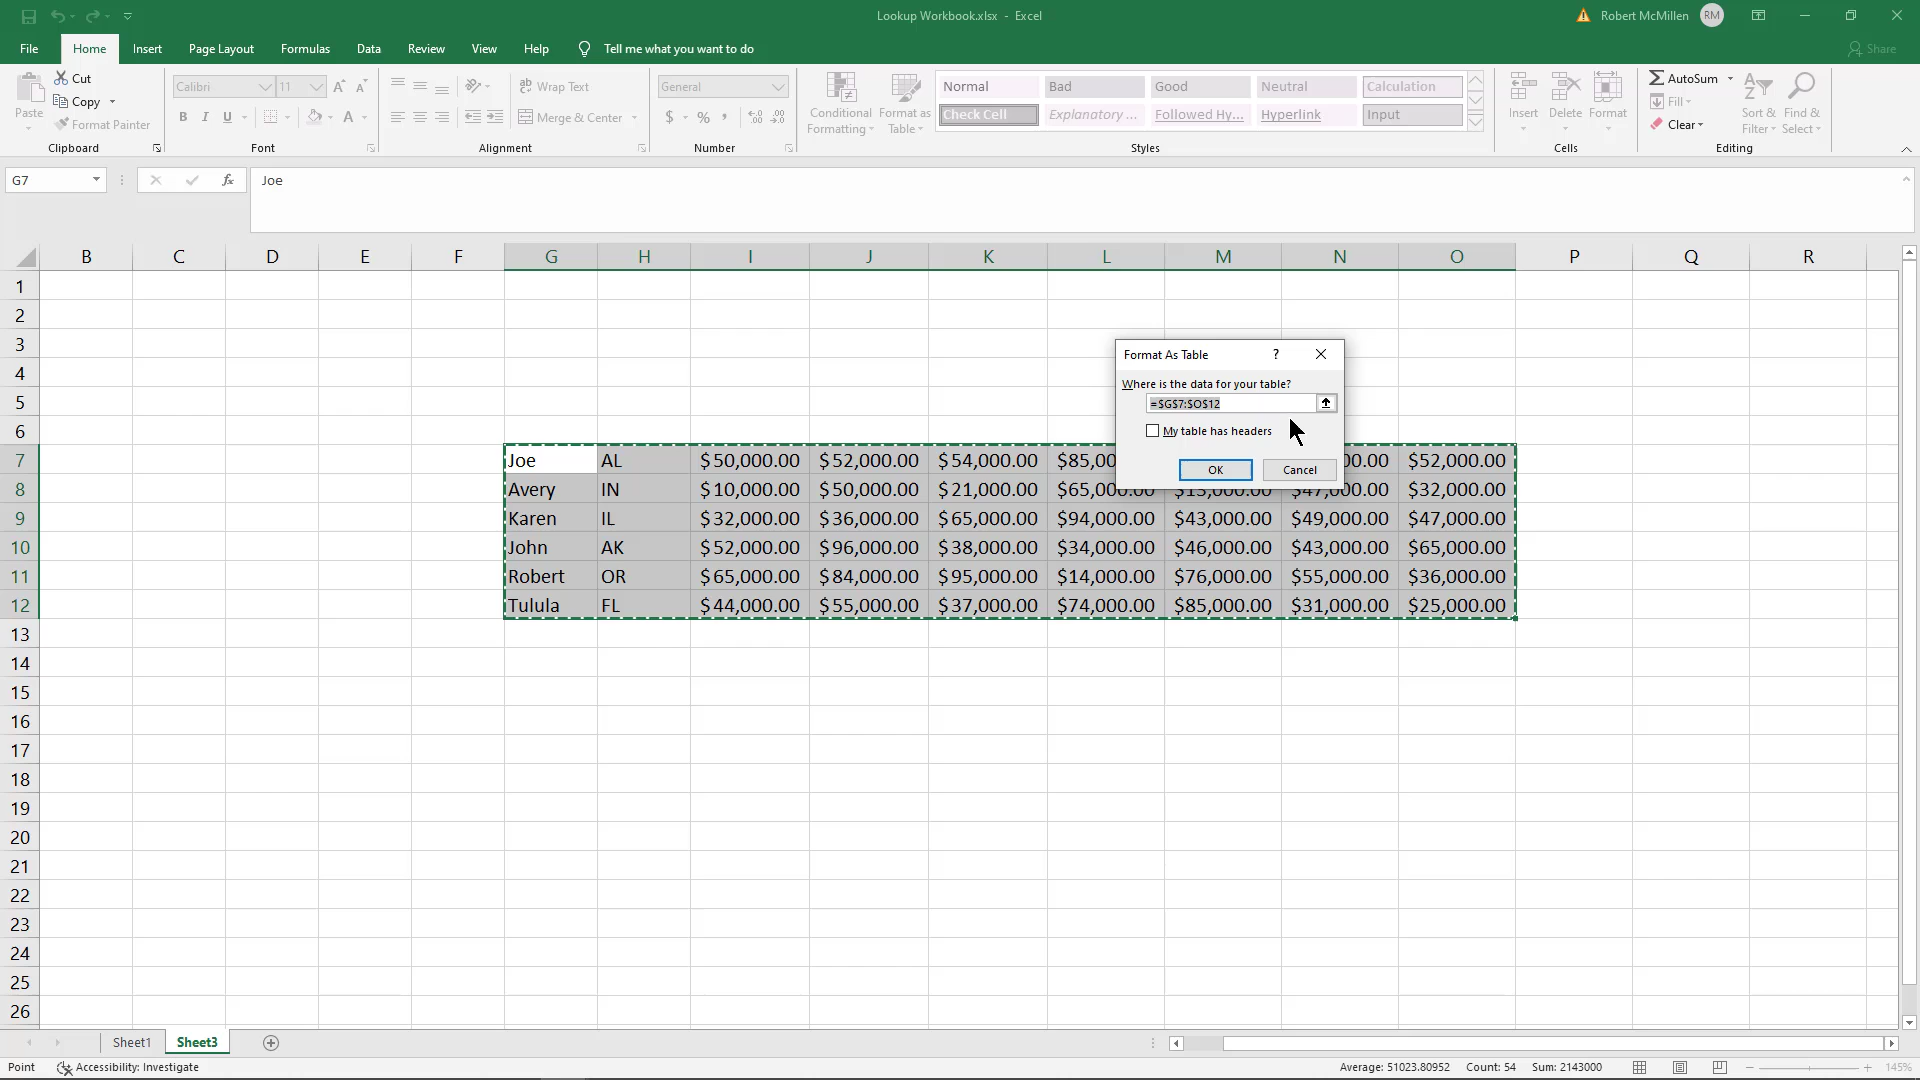 Lookup Workbook.xlsx - Excel
Robert McMillen RM
File Home Insert Page Layout Formulas Data Review View Help Tell me what you want to do Share
Paste
Cut
Copy
Format Painter
Clipboard
Calibri 11
B I U
Font
Wrap Text
Merge & Center
Alignment
General
$ % ,
Number
Conditional Formatting
Format as Table
Normal Bad Good Neutral Calculation
Check Cell Explanatory ... Followed Hy... Hyperlink Input
Styles
Insert Delete Format
Cells
AutoSum
Fill
Clear
Sort & Filter
Find & Select
Editing
G7 fx Joe
B C D E F G H I J K L M N O P Q R
1
2
3
4
5
6
Format As Table ?
Where is the data for your table?
=$G$7:$O$12
My table has headers
OK Cancel
7 Joe AL $50,000.00 $52,000.00 $54,000.00 $52,000.00
8 Avery IN $10,000.00 $50,000.00 $21,000.00 $65,000.00 $13,000.00 $47,000.00 $32,000.00
9 Karen IL $32,000.00 $36,000.00 $65,000.00 $94,000.00 $43,000.00 $49,000.00 $47,000.00
10 John AK $52,000.00 $96,000.00 $38,000.00 $34,000.00 $46,000.00 $43,000.00 $65,000.00
11 Robert OR $65,000.00 $84,000.00 $95,000.00 $14,000.00 $76,000.00 $55,000.00 $36,000.00
12 Tulula FL $44,000.00 $55,000.00 $37,000.00 $74,000.00 $85,000.00 $31,000.00 $25,000.00
13
14
15
16
17
18
19
20
21
22
23
24
25
26
Sheet1 Sheet3
Point Accessibility: Investigate Average: 51023.80952 Count: 54 Sum: 2143000 145%